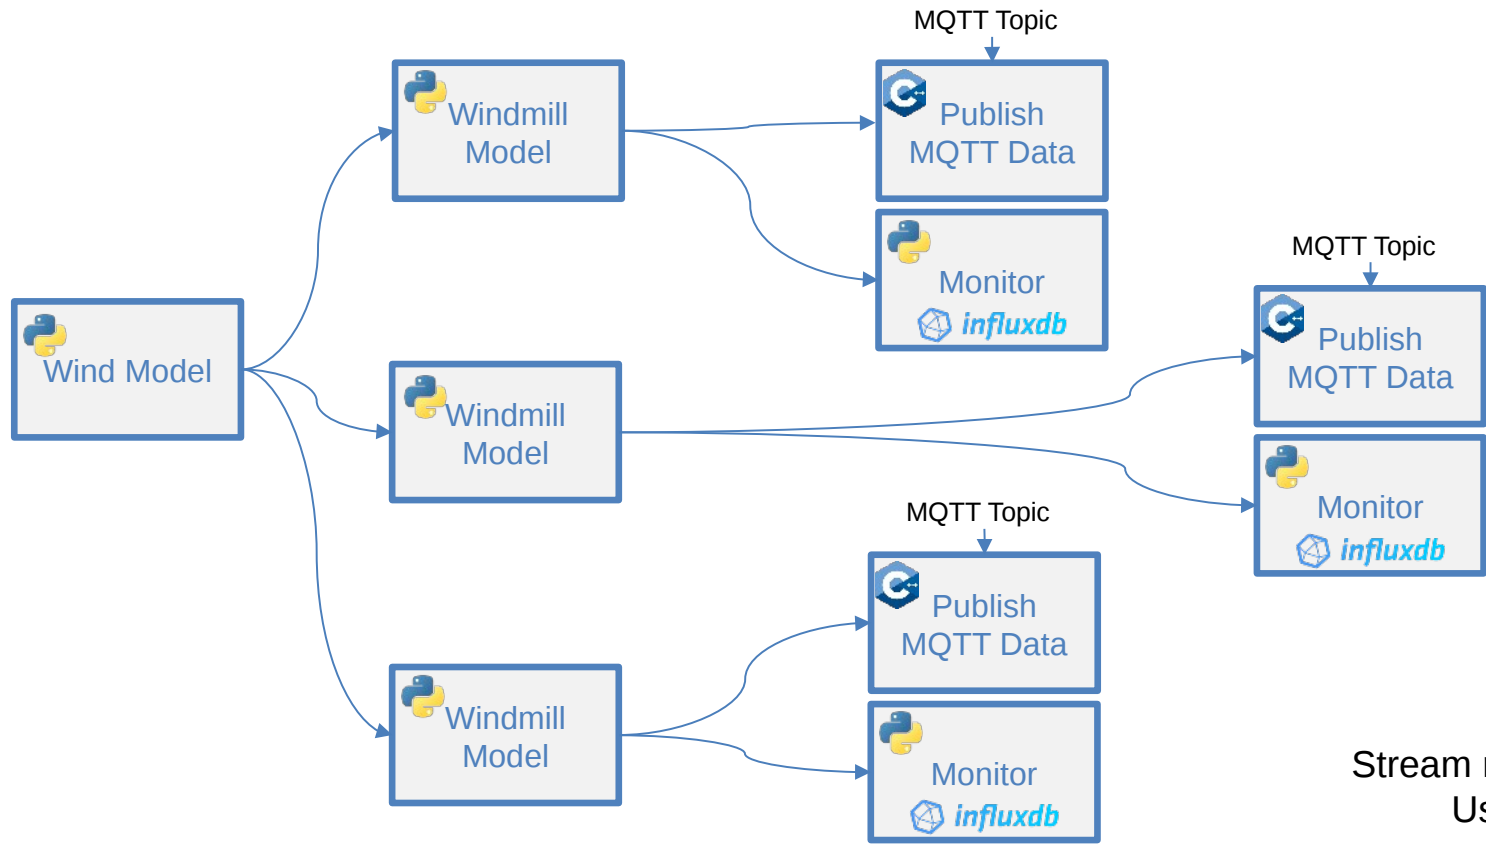 MQTT Topic
Windmill
Model
Publish
MQTT Data
Monitor
influxdb
MQTT Topic
Wind Model
Publish
MQTT Data
Windmill
Model
Monitor
influxdb
MQTT Topic
Publish
MQTT Data
Windmill
Model
Monitor
influxdb
Stream